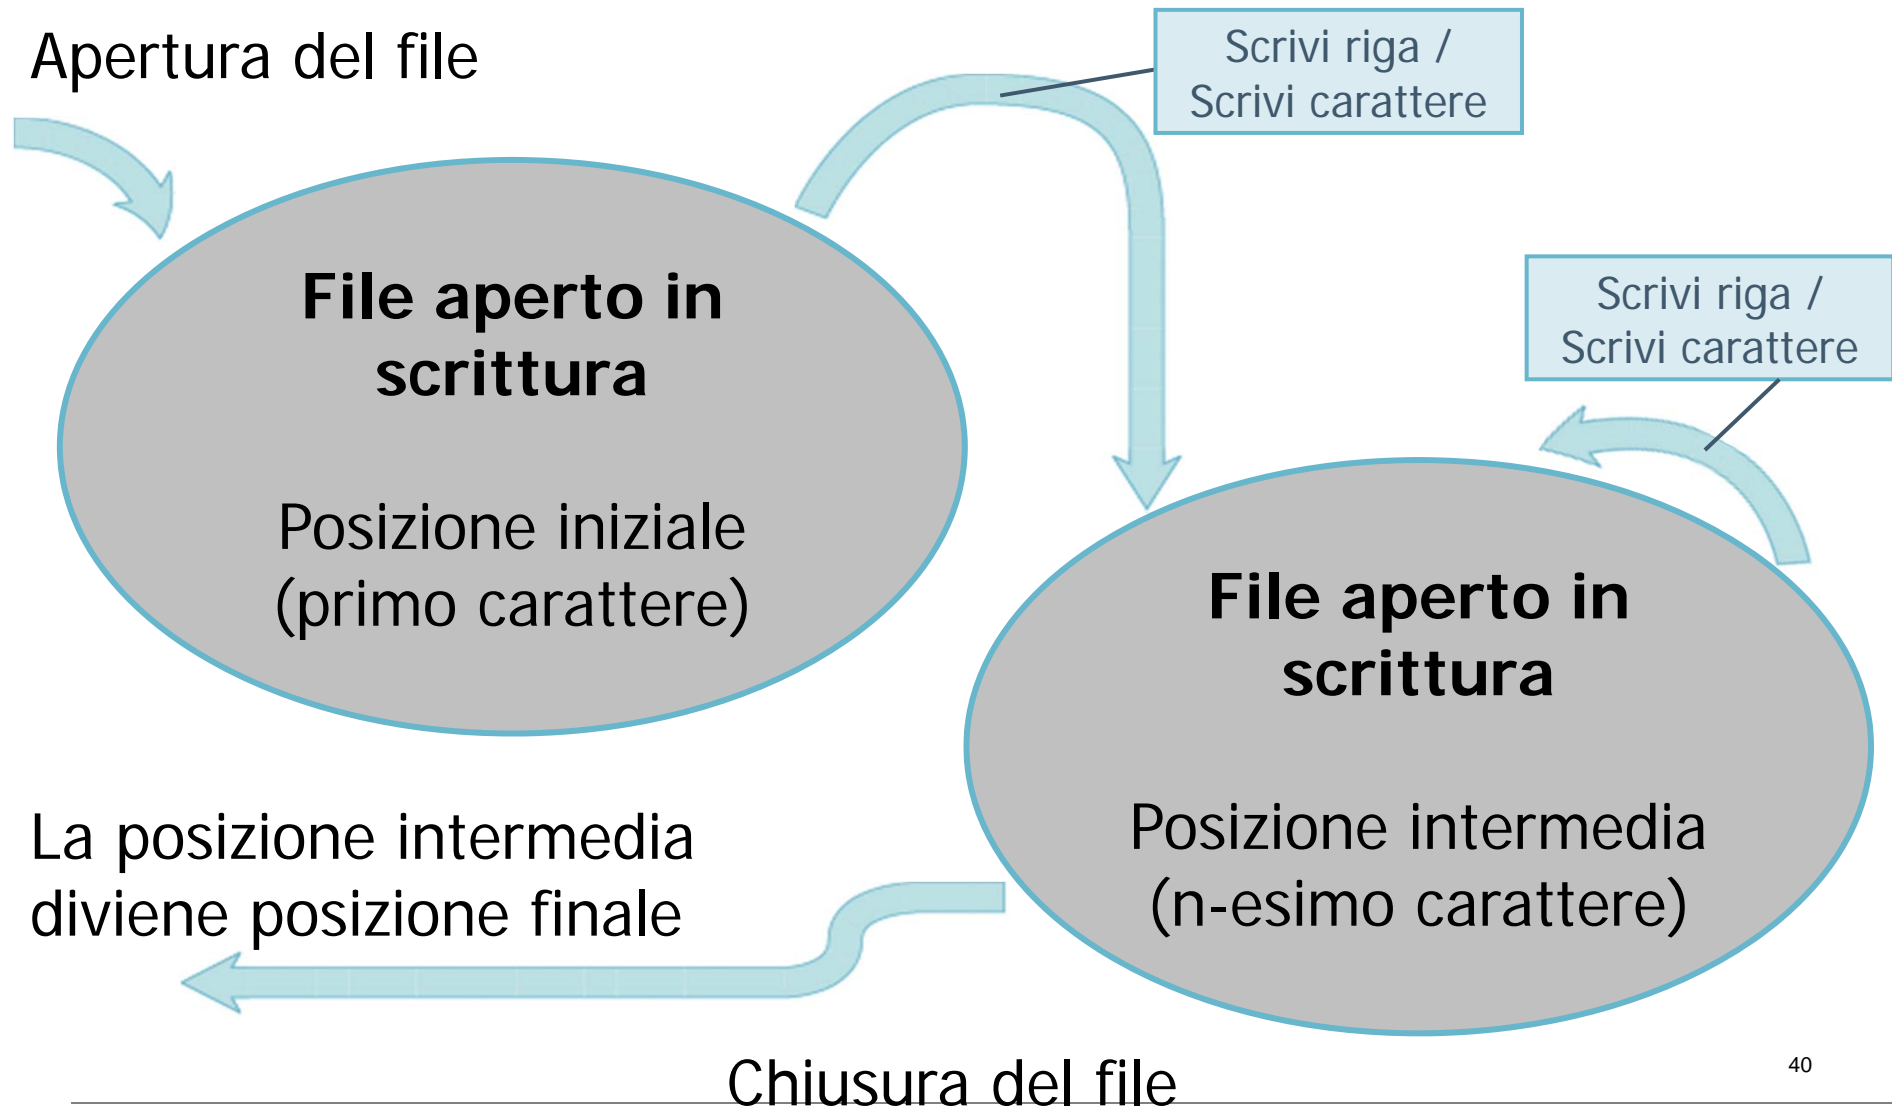 Apertura del file
Scrivi riga /
Scrivi carattere
File aperto in
scrittura
Posizione iniziale
(primo carattere)
Scrivi riga /
Scrivi carattere
File aperto in
scrittura
Posizione intermedia
(n-esimo carattere)
La posizione intermedia
diviene posizione finale
Chiusura del file
40